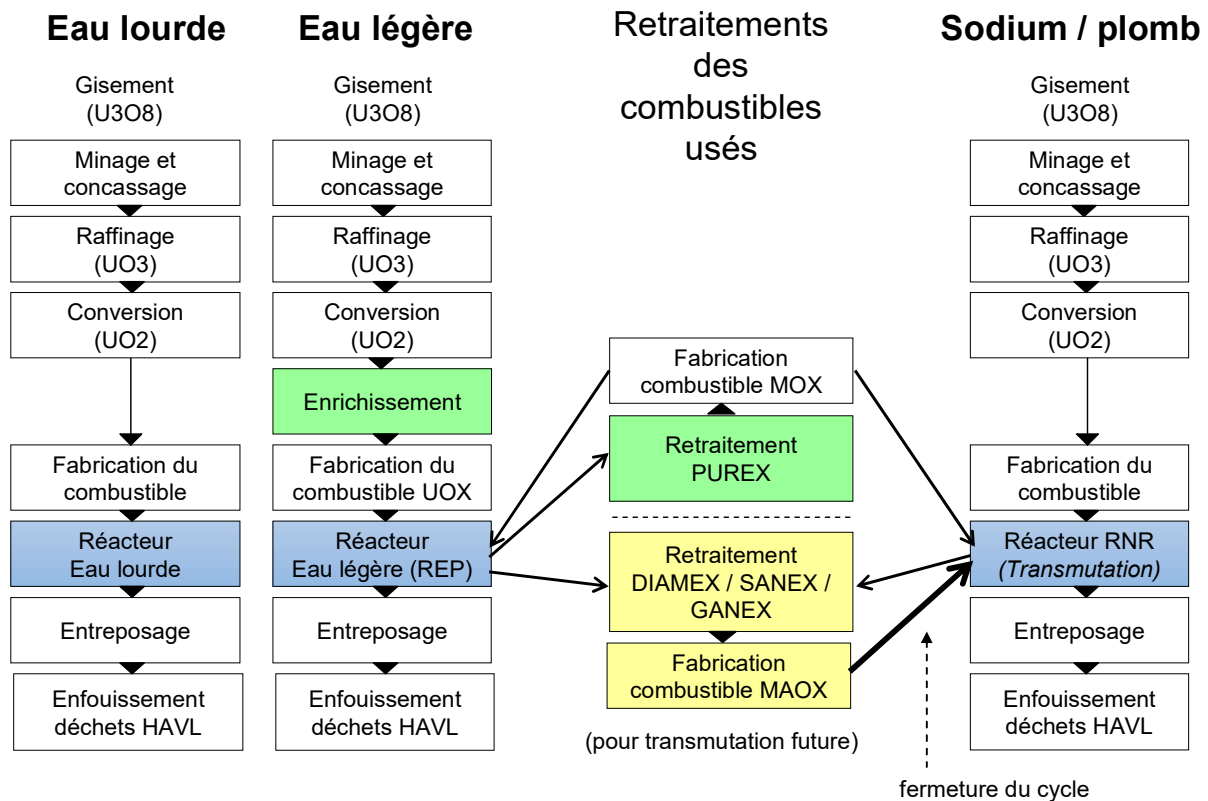 Eau lourde
Gisement
(U3O8)
Minage et
concassage
Raffinage
(UO3)
Conversion
(UO2)
Fabrication du
combustible
Réacteur
Eau lourde
Entreposage
Enfouissement
déchets HAVL
Eau légère
Gisement
(U3O8)
Minage et
concassage
Raffinage
(UO3)
Conversion
(UO2)
Enrichissement
Fabrication du
combustible UOX
Réacteur
Eau légère (REP)
Entreposage
Enfouissement
déchets HAVL
Retraitements
des
combustibles
usés
Fabrication
combustible MOX
Retraitement
PUREX
Retraitement
DIAMEX / SANEX /
GANEX
Fabrication
combustible MAOX
(pour transmutation future)
Sodium / plomb
Gisement
(U3O8)
Minage et
concassage
Raffinage
(UO3)
Conversion
(UO2)
Fabrication du
combustible
Réacteur RNR
(Transmutation)
Entreposage
Enfouissement
déchets HAVL
fermeture du cycle